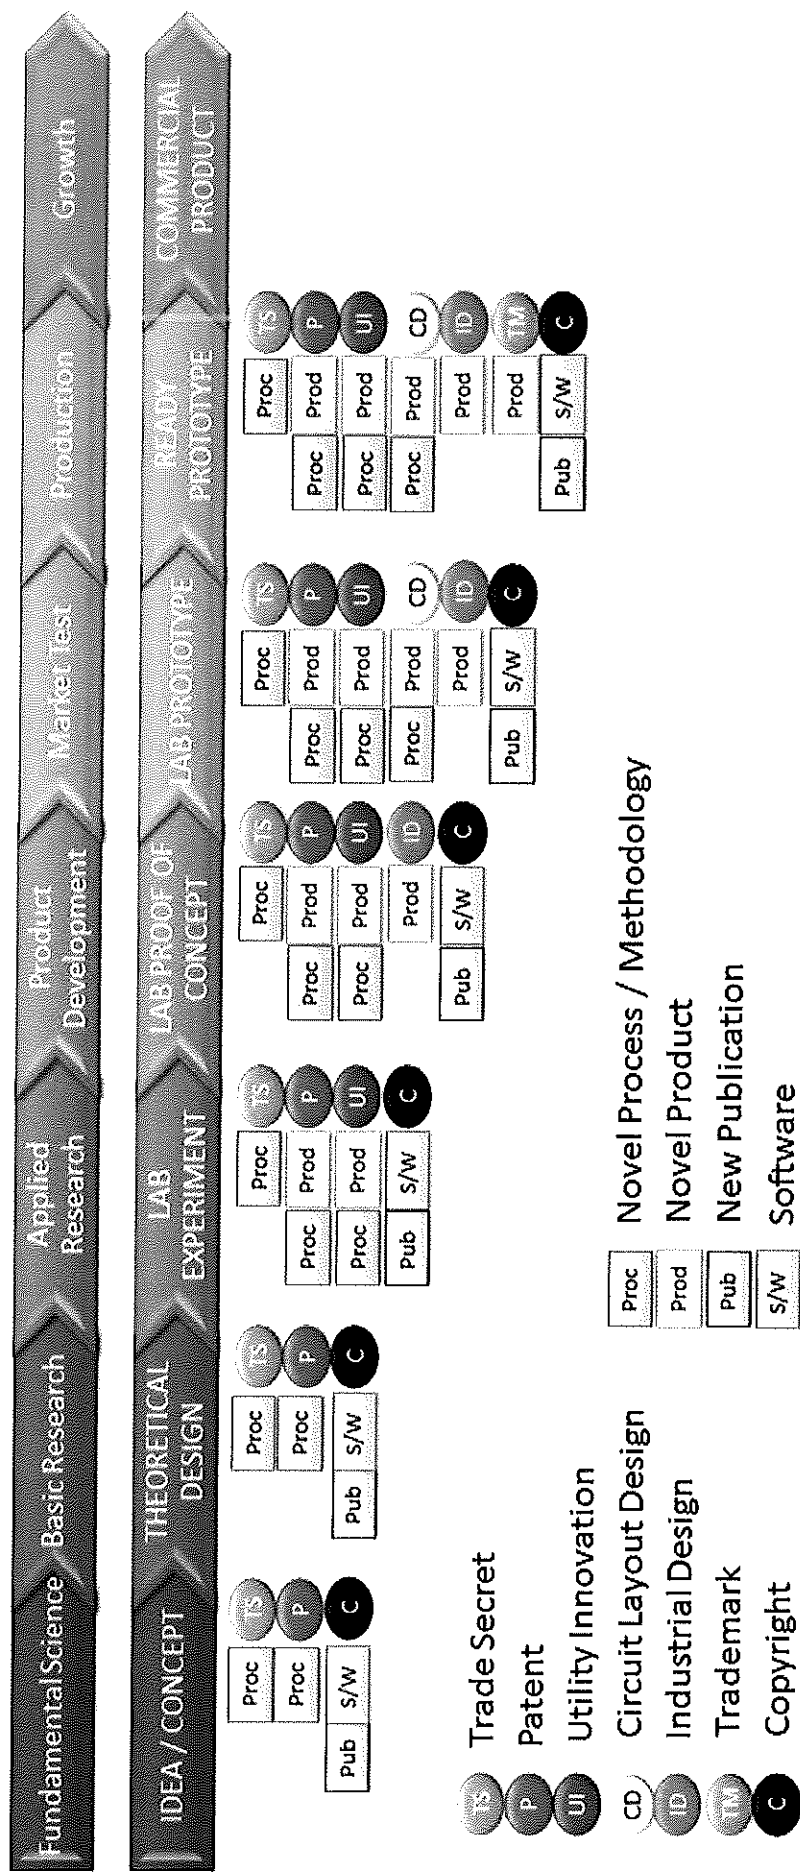 Fundamental Science
Basic Research
Applied
Research
Product
Development
Market Test
Production
Growth
IDEA / CONCEPT
THEORETICAL
DESIGN
LAB
EXPERIMENT
LAB PROOF OF
CONCEPT
LAB PROTOTYPE
READY
PROTOTYPE
COMMERCIAL
PRODUCT
Proc TS
Proc P
Pub S/W C
Proc TS
Proc P
Pub S/W C
Proc TS
Proc Prod P
Proc Prod UI
Pub S/W C
Proc TS
Proc Prod P
Proc Prod UI
Prod ID
Pub S/W C
Proc TS
Proc Prod P
Proc Prod UI
Proc Prod CD
Prod ID
Pub S/W C
Proc TS
Proc Prod P
Proc Prod UI
Proc Prod CD
Prod ID
Prod TM
Pub S/W C
TS Trade Secret
P Patent
UI Utility Innovation
CD Circuit Layout Design
ID Industrial Design
TM Trademark
C Copyright
Proc Novel Process / Methodology
Prod Novel Product
Pub New Publication
S/W Software